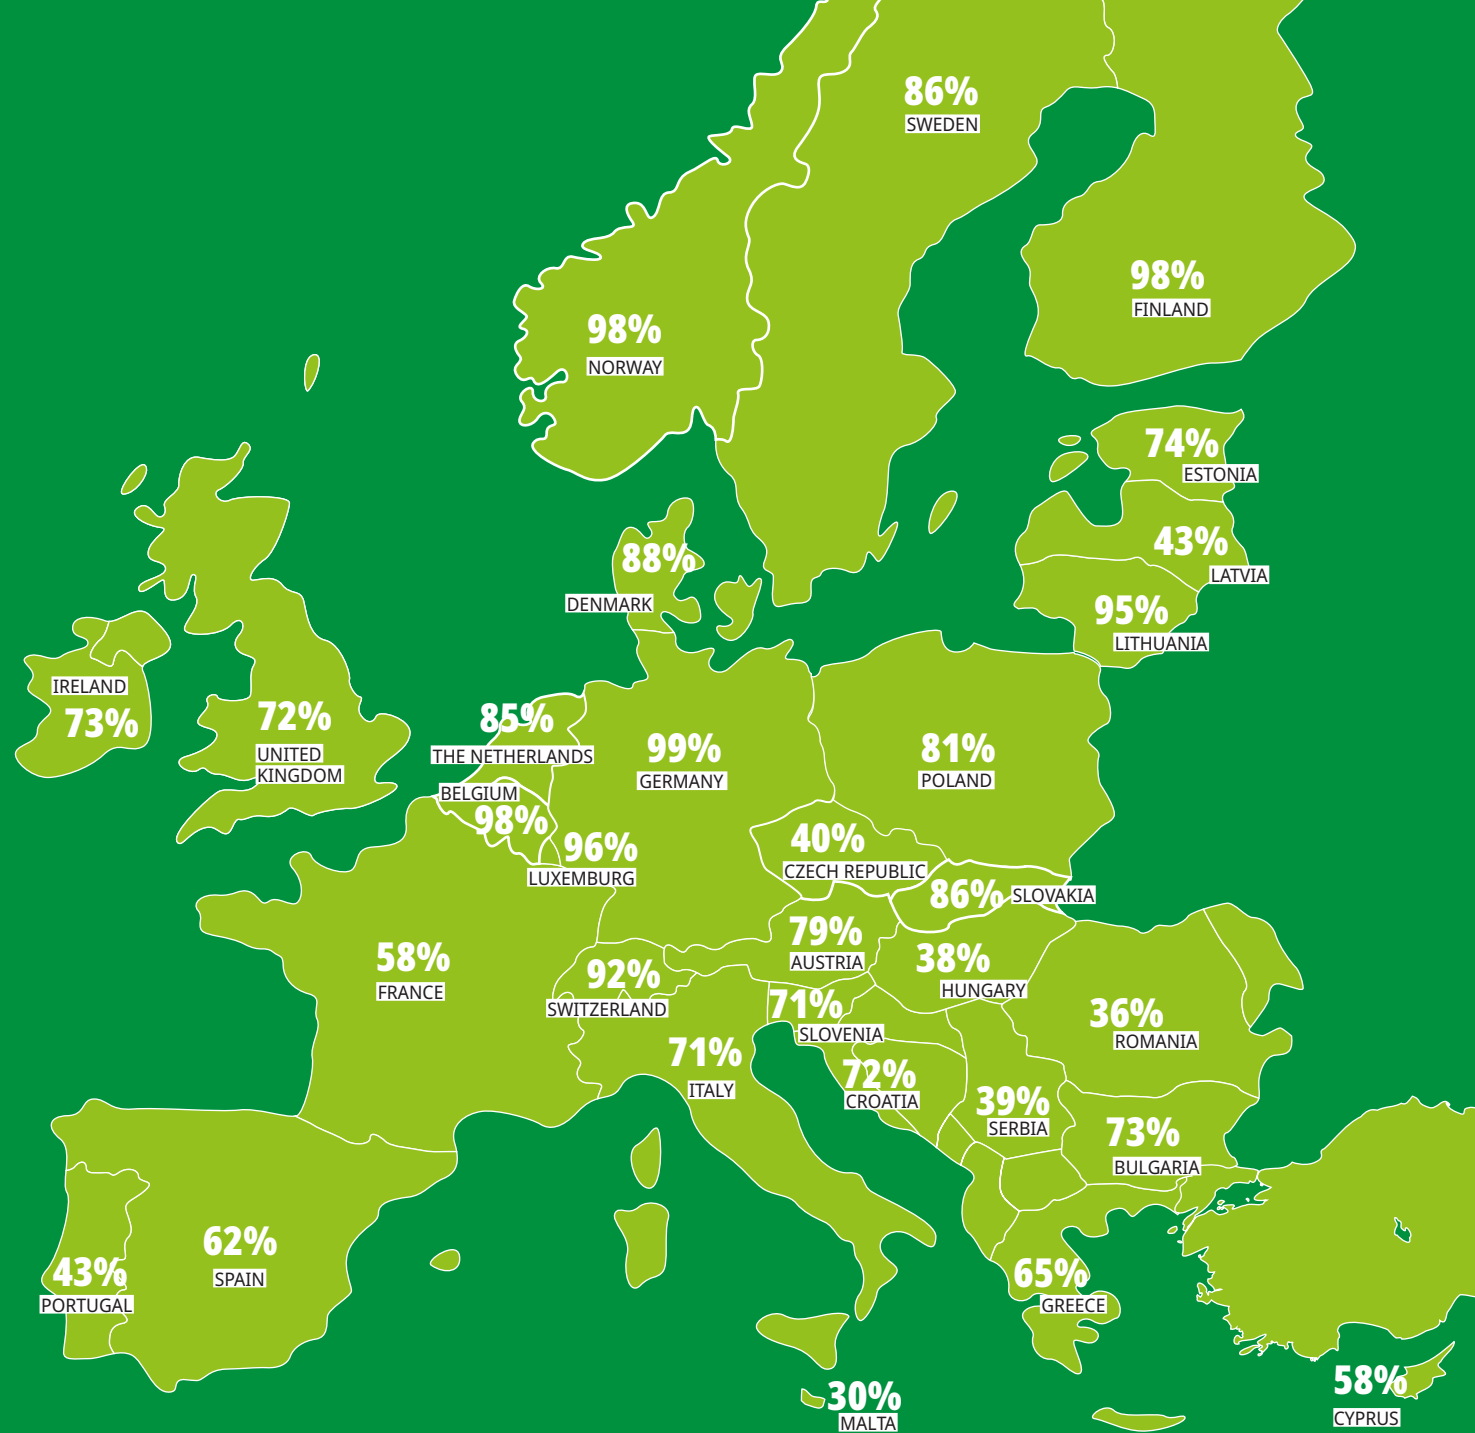 86%
SWEDEN
98%
FINLAND
98%
NORWAY
74%
ESTONIA
43%
LATVIA
88%
DENMARK
95%
LITHUANIA
IRELAND
73%
72%
UNITED
KINGDOM
85%
THE NETHERLANDS
99%
GERMANY
81%
POLAND
BELGIUM
98%
96%
LUXEMBURG
40%
CZECH REPUBLIC
86%
SLOVAKIA
79%
AUSTRIA
58%
FRANCE
92%
SWITZERLAND
38%
HUNGARY
71%
SLOVENIA
36%
ROMANIA
71%
ITALY
72%
CROATIA
39%
SERBIA
73%
BULGARIA
62%
SPAIN
43%
PORTUGAL
65%
GREECE
30%
MALTA
58%
CYPRUS